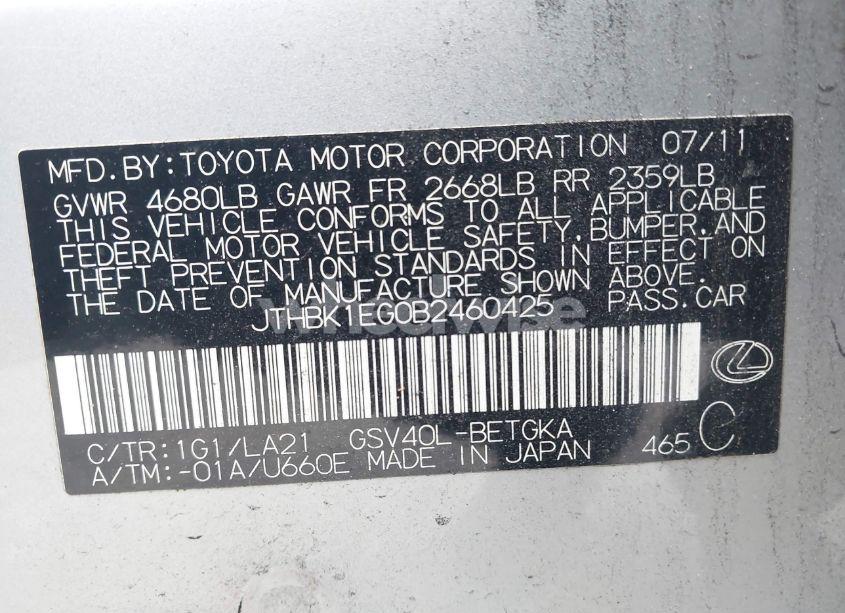 MFD. BY: TOYOTA MOTOR CORPORATION 07/11
GVWR 4680LB GAWR FR 2668LB RR 2359LB
THIS VEHICLE CONFORMS TO ALL APPLICABLE
FEDERAL MOTOR VEHICLE SAFETY, BUMPER, AND
THEFT PREVENTION STANDARDS IN EFFECT ON
THE DATE OF MANUFACTURE SHOWN ABOVE.
JTHBK1EG0B2460425 PASS. CAR
C/TR: 1G1/LA21 GSV40L-BETGKA
A/TM: -01A/U660E MADE IN JAPAN 465 C